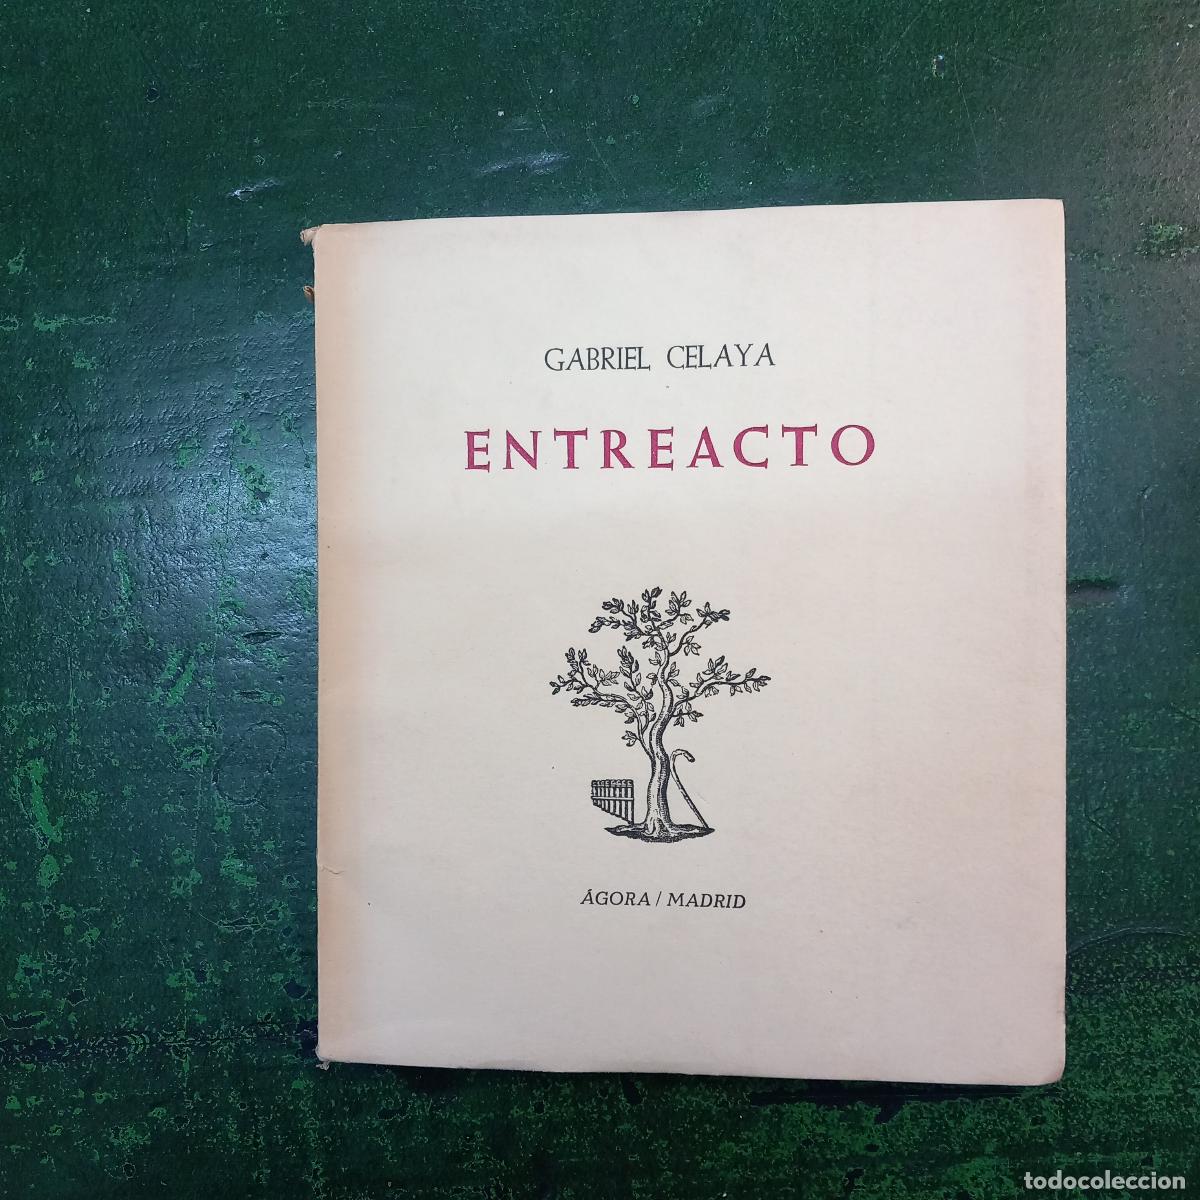 GABRIEL CELAYA
ENTREACTO
ÁGORA / MADRID
todocoleccion